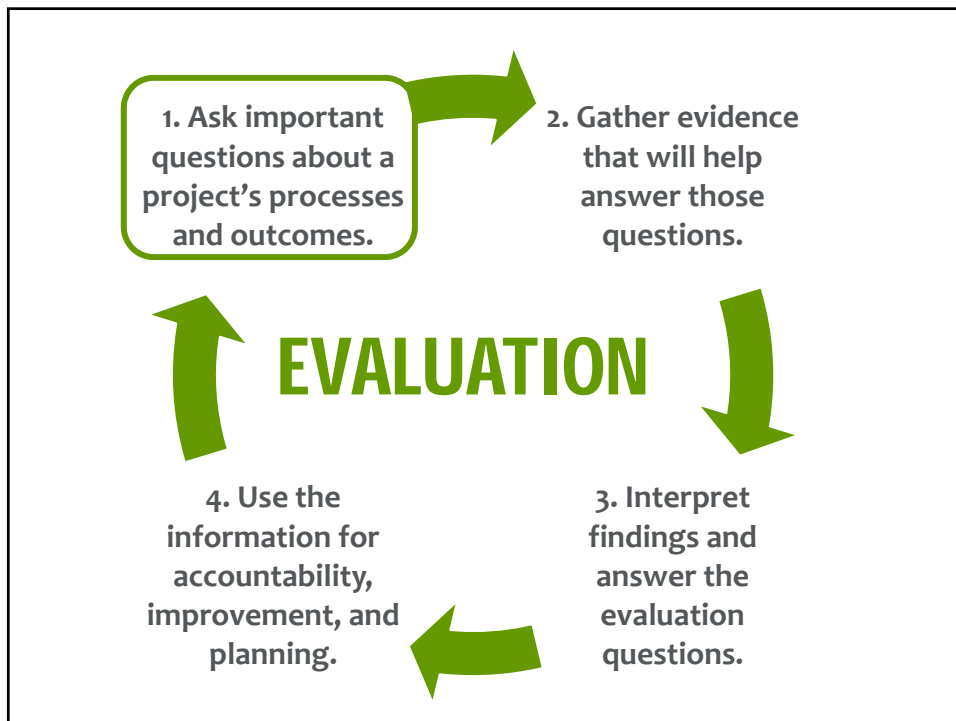 1. Ask important
questions about a
project’s processes
and outcomes.
2. Gather evidence
that will help
answer those
questions.
EVALUATION
3. Interpret
findings and
answer the
evaluation
questions.
4. Use the
information for
accountability,
improvement, and
planning.